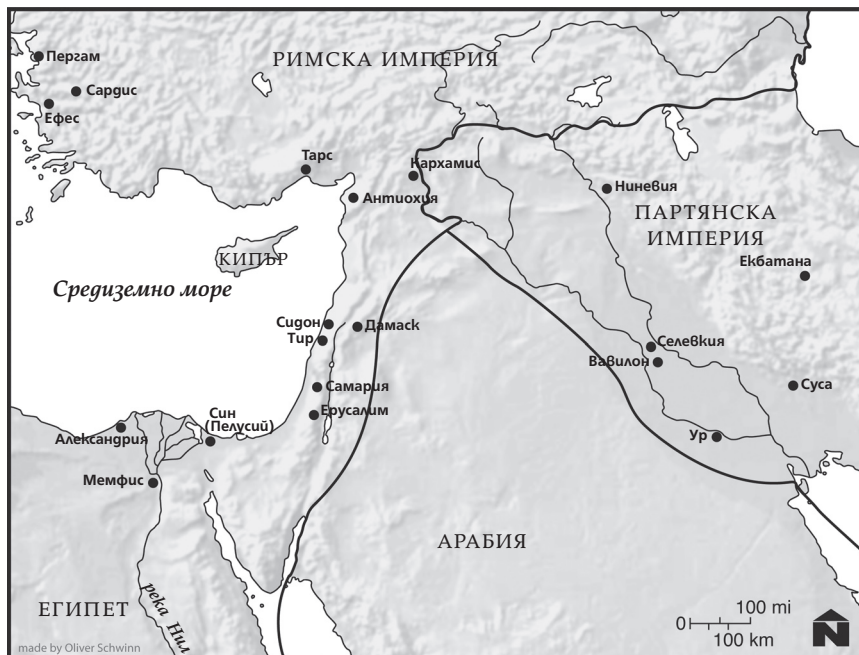 Пергам
РИМСКА ИМПЕРИЯ
Сардис
Ефес
Тарс
Кархамис
Антиохия
Ниневия
ПАРТЯНСКА
ИМПЕРИЯ
КИПЪР
Екбатана
Средиземно море
Сидон
Дамаск
Тир
Селевкия
Вавилон
Самария
Суса
Син
(Пелусий)
Ерусалим
Александрия
Ур
Мемфис
АРАБИЯ
ЕГИПЕТ
река Нил
100 mi
0
100 km
N
made by Oliver Schwinn